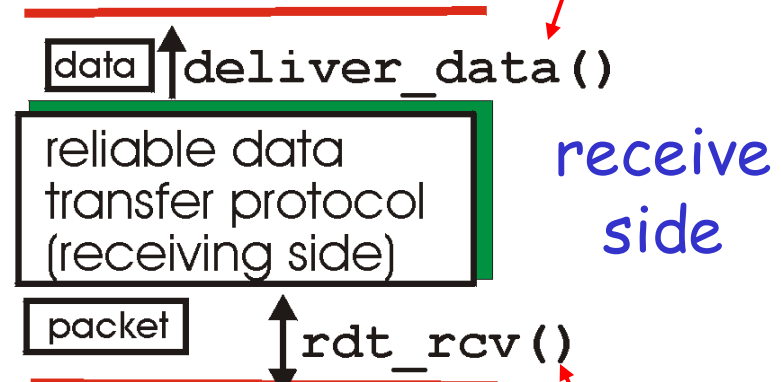 data deliver_data()
reliable data
transfer protocol
(receiving side)
receive
side
packet
rdt_rcv()